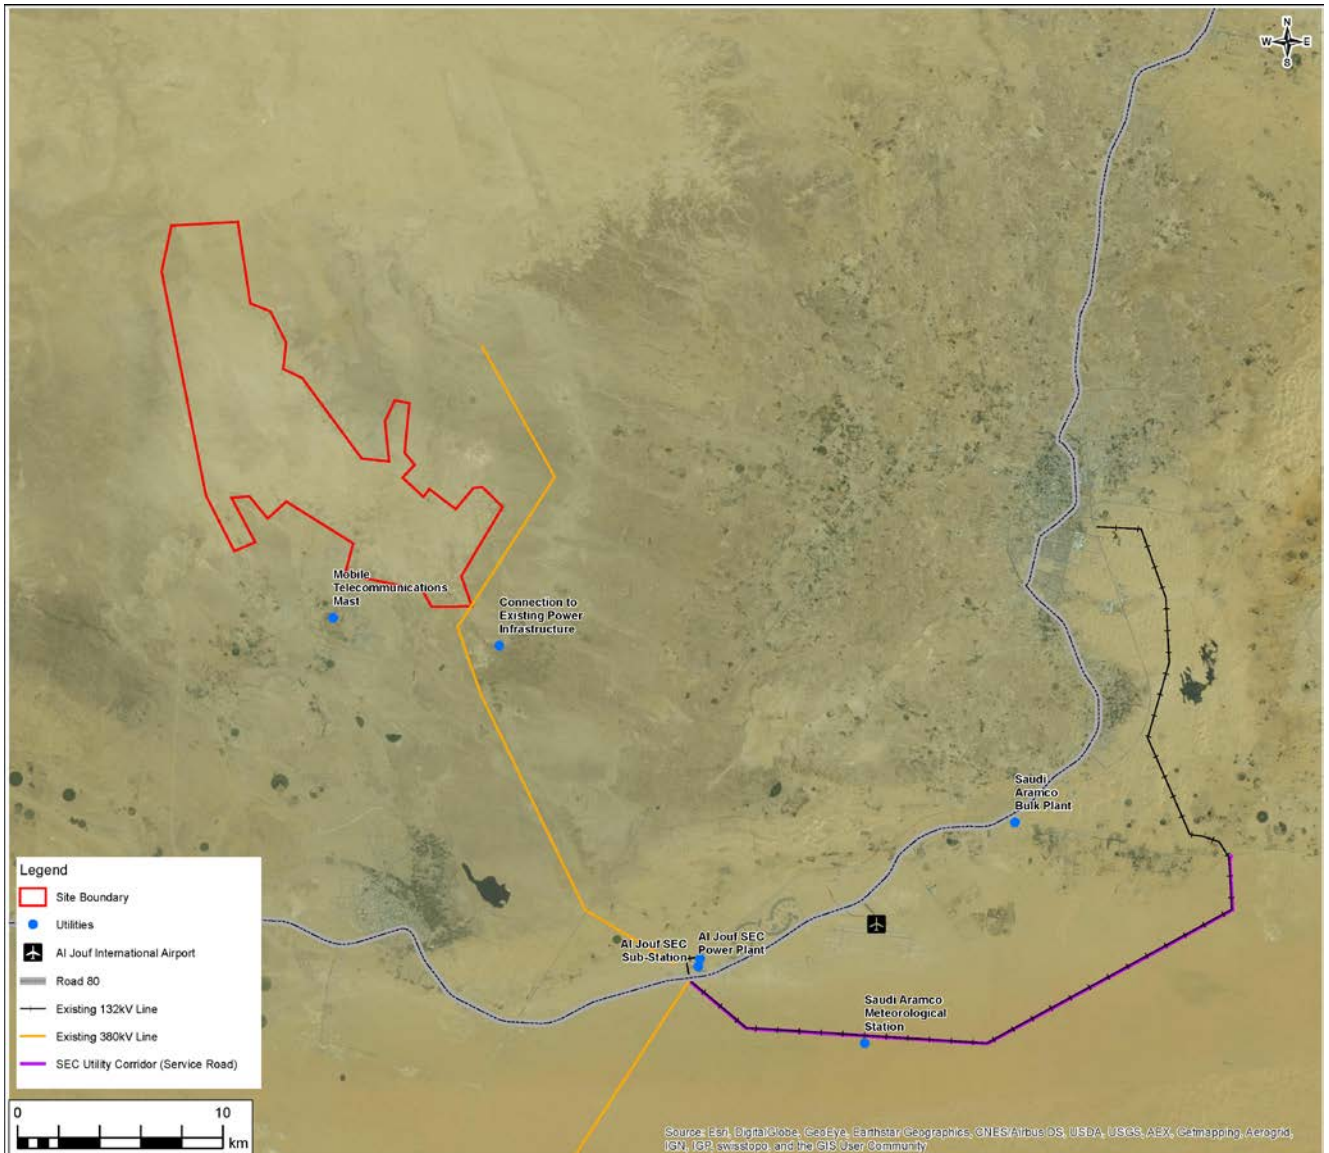 N
W E
S
Mobile
Telecommunications
Mast
Connection to
Existing Power
Infrastructure
Saudi
Aramco
Bulk Plant
Al Jouf SEC
Sub-Station
Al Jouf SEC
Power Plant
Saudi Aramco
Meteorological
Station
Legend
Site Boundary
Utilities
Al Jouf International Airport
Road 80
Existing 132kV Line
Existing 380kV Line
SEC Utility Corridor (Service Road)
0 10
km
Source: Esri, DigitalGlobe, GeoEye, Earthstar Geographics, CNES/Airbus DS, USDA, USGS, AEX, Getmapping, Aerogrid,
IGN, IGP, swisstopo, and the GIS User Community